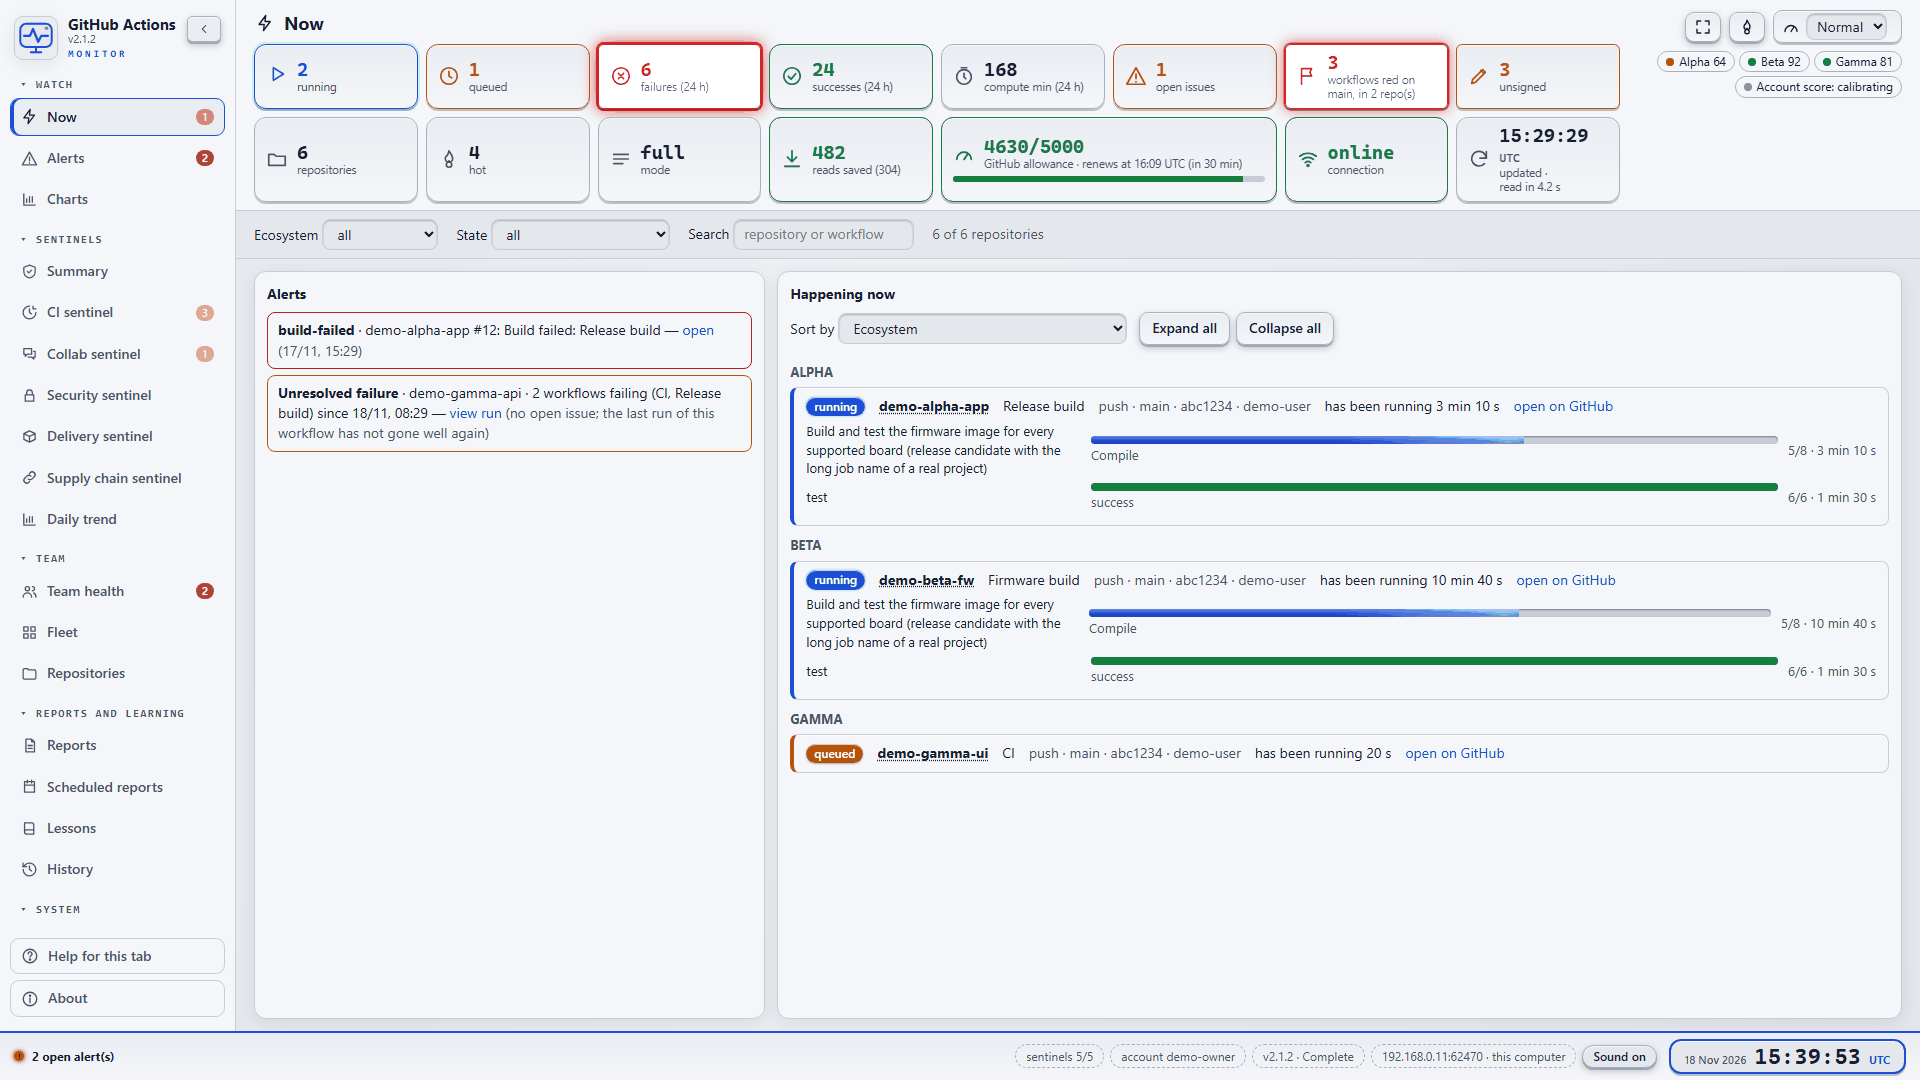 GitHub Actions
v2.1.2
MONITOR
WATCH
Now 1
Alerts 2
Charts
SENTINELS
Summary
CI sentinel 3
Collab sentinel 1
Security sentinel
Delivery sentinel
Supply chain sentinel
Daily trend
TEAM
Team health 2
Fleet
Repositories
REPORTS AND LEARNING
Reports
Scheduled reports
Lessons
History
SYSTEM
Help for this tab
About
Now
Normal
Alpha 64 Beta 92 Gamma 81
Account score: calibrating
2
running
1
queued
6
failures (24 h)
24
successes (24 h)
168
compute min (24 h)
1
open issues
3
workflows red on
main, in 2 repo(s)
3
unsigned
6
repositories
4
hot
full
mode
482
reads saved (304)
4630/5000
GitHub allowance · renews at 16:09 UTC (in 30 min)
online
connection
15:29:29
UTC
updated ·
read in 4.2 s
Ecosystem all State all Search repository or workflow 6 of 6 repositories
Alerts
build-failed · demo-alpha-app #12: Build failed: Release build — open
(17/11, 15:29)
Unresolved failure · demo-gamma-api · 2 workflows failing (CI, Release
build) since 18/11, 08:29 — view run (no open issue; the last run of this
workflow has not gone well again)
Happening now
Sort by Ecosystem Expand all Collapse all
ALPHA
running demo-alpha-app Release build push · main · abc1234 · demo-user has been running 3 min 10 s open on GitHub
Build and test the firmware image for every
supported board (release candidate with the
long job name of a real project)
Compile
5/8 · 3 min 10 s
test
success
6/6 · 1 min 30 s
BETA
running demo-beta-fw Firmware build push · main · abc1234 · demo-user has been running 10 min 40 s open on GitHub
Build and test the firmware image for every
supported board (release candidate with the
long job name of a real project)
Compile
5/8 · 10 min 40 s
test
success
6/6 · 1 min 30 s
GAMMA
queued demo-gamma-ui CI push · main · abc1234 · demo-user has been running 20 s open on GitHub
2 open alert(s)
sentinels 5/5
account demo-owner
v2.1.2 · Complete
192.168.0.11:62470 · this computer
Sound on
18 Nov 2026 15:39:53 UTC